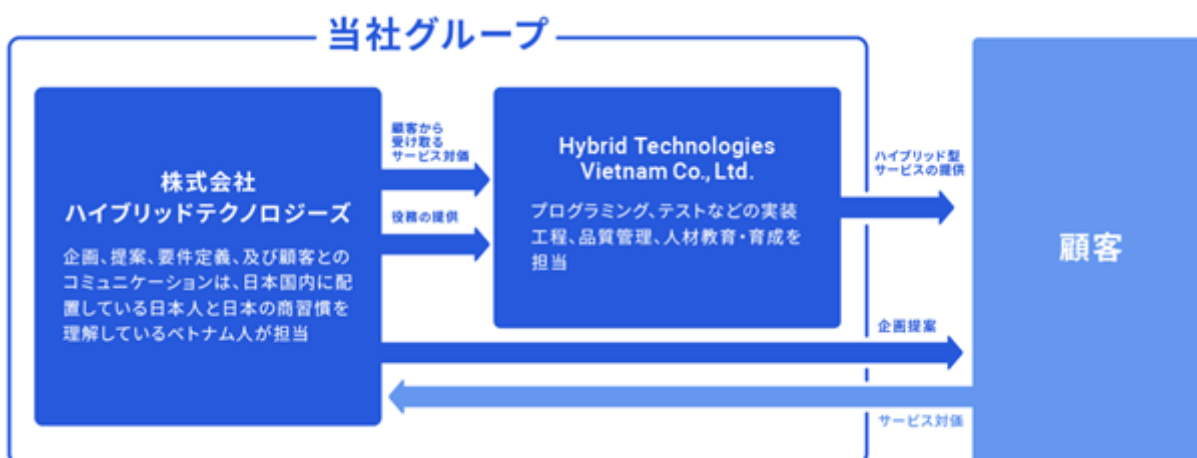 当社グループ
株式会社
ハイブリッドテクノロジーズ
企画、提案、要件定義、及び顧客との
コミュニケーションは、日本国内に配
置している日本人と日本の商習慣を
理解しているベトナム人が担当
顧客から
受け取る
サービス対価
役務の提供
Hybrid Technologies
Vietnam Co., Ltd.
プログラミング、テストなどの実装
工程、品質管理、人材教育・育成を
担当
ハイブリッド型
サービスの提供
企画提案
サービス対価
顧客